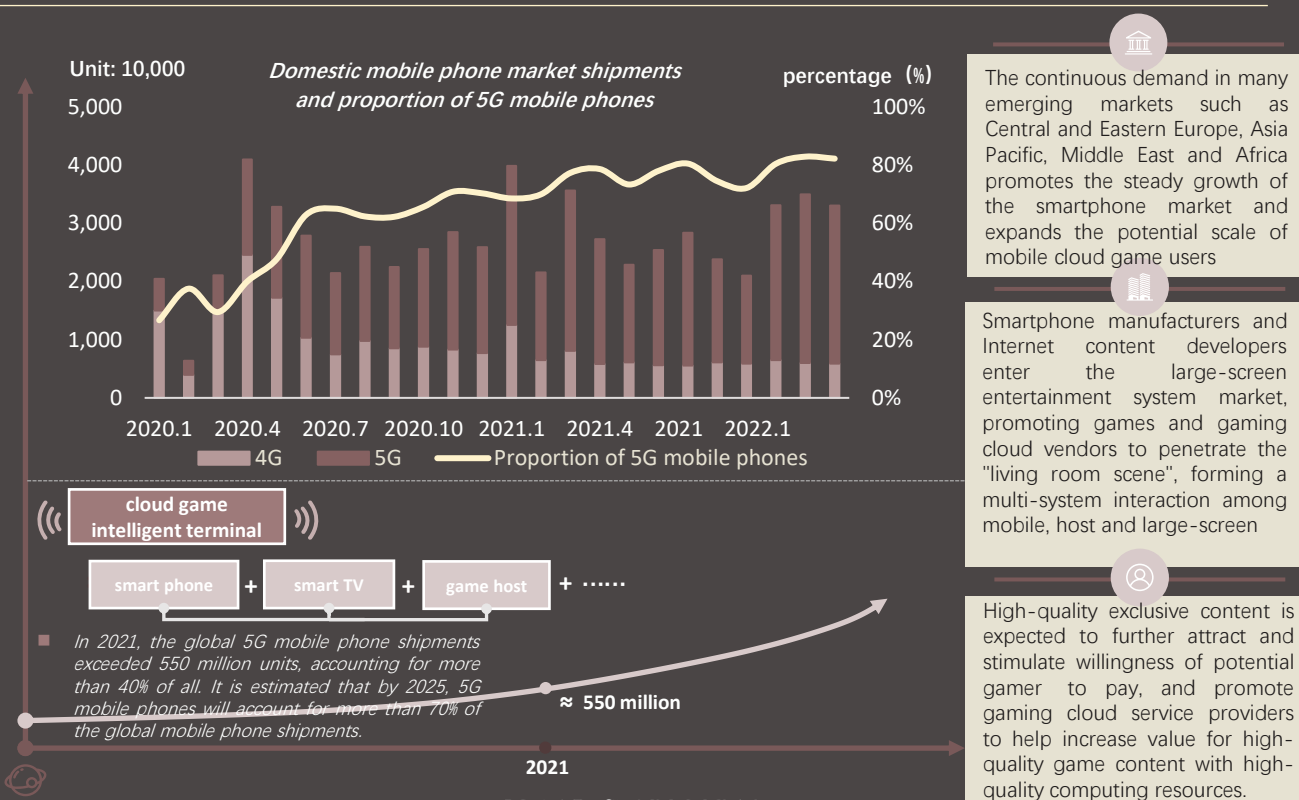 Unit: 10,000
Domestic mobile phone market shipments
and proportion of 5G mobile phones
percentage (%)
5,000
4,000
3,000
2,000
1,000
0
100%
80%
60%
40%
20%
0%
2020.1 2020.4 2020.7 2020.10 2021.1 2021.4 2021 2022.1
4G 5G Proportion of 5G mobile phones
cloud game
intelligent terminal
smart phone + smart TV + game host + ······
In 2021, the global 5G mobile phone shipments
exceeded 550 million units, accounting for more
than 40% of all. It is estimated that by 2025, 5G
mobile phones will account for more than 70% of
the global mobile phone shipments.
≈ 550 million
2021
The continuous demand in many
emerging markets such as
Central and Eastern Europe, Asia
Pacific, Middle East and Africa
promotes the steady growth of
the smartphone market and
expands the potential scale of
mobile cloud game users
Smartphone manufacturers and
Internet content developers
enter the large-screen
entertainment system market,
promoting games and gaming
cloud vendors to penetrate the
"living room scene", forming a
multi-system interaction among
mobile, host and large-screen
High-quality exclusive content is
expected to further attract and
stimulate willingness of potential
gamer to pay, and promote
gaming cloud service providers
to help increase value for high-
quality game content with high-
quality computing resources.